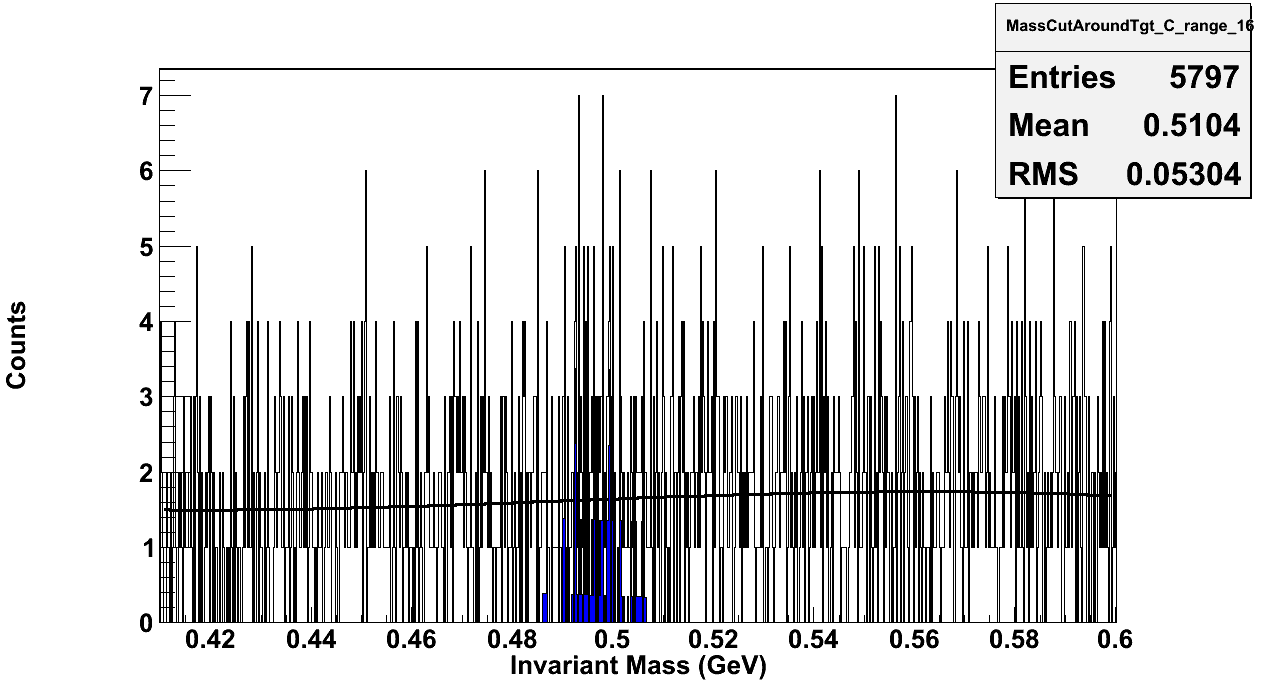 MassCutAroundTgt_C_range_16
Entries 5797
Mean 0.5104
RMS 0.05304
7
6
5
4
3
2
1
0
Counts
0.42 0.44 0.46 0.48 0.5 0.52 0.54 0.56 0.58 0.6
Invariant Mass (GeV)